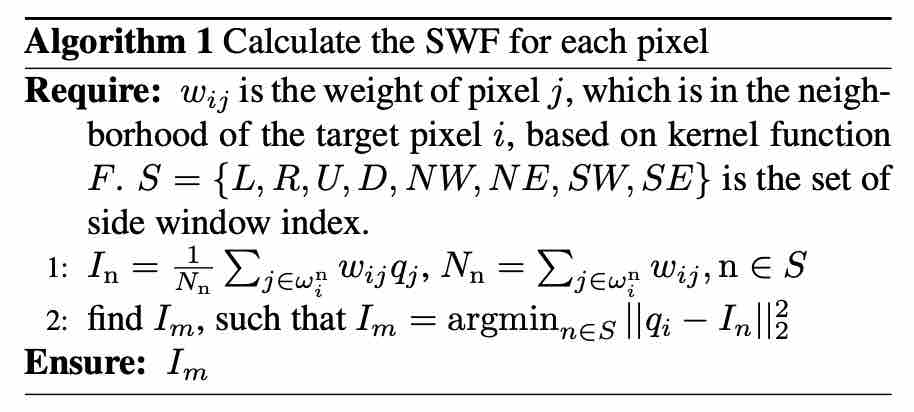 Algorithm 1 Calculate the SWF for each pixel
Require: $w_{ij}$ is the weight of pixel $j$, which is in the neigh-
borhood of the target pixel $i$, based on kernel function
$F$. $S = \{L, R, U, D, NW, NE, SW, SE\}$ is the set of
side window index.
1: $I_{\mathrm{n}} = \frac{1}{N_{\mathrm{n}}} \sum_{j \in \omega_i^{\mathrm{n}}} w_{ij} q_j, N_{\mathrm{n}} = \sum_{j \in \omega_i^{\mathrm{n}}} w_{ij}, \mathrm{n} \in S$
2: find $I_m$, such that $I_m = \mathrm{argmin}_{n \in S} ||q_i - I_n||_2^2$
Ensure: $I_m$